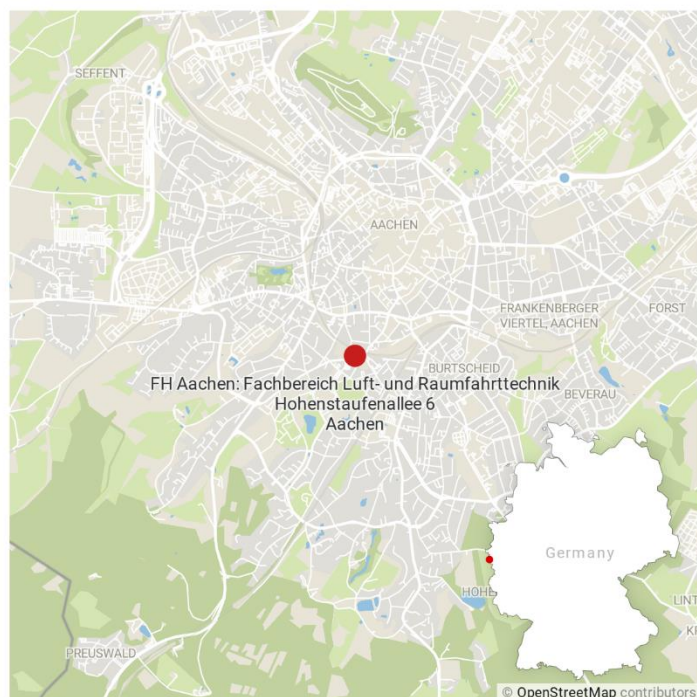 SEFFENT
AACHEN
FRANKENBERGER
VIERTEL, AACHEN
FORST
BURTSCHEID
FH Aachen: Fachbereich Luft- und Raumfahrttechnik
Hohenstaufenallee 6
Aachen
BEVERAU
Germany
HOHE
LINT
PREUSWALD
© OpenStreetMap contributors